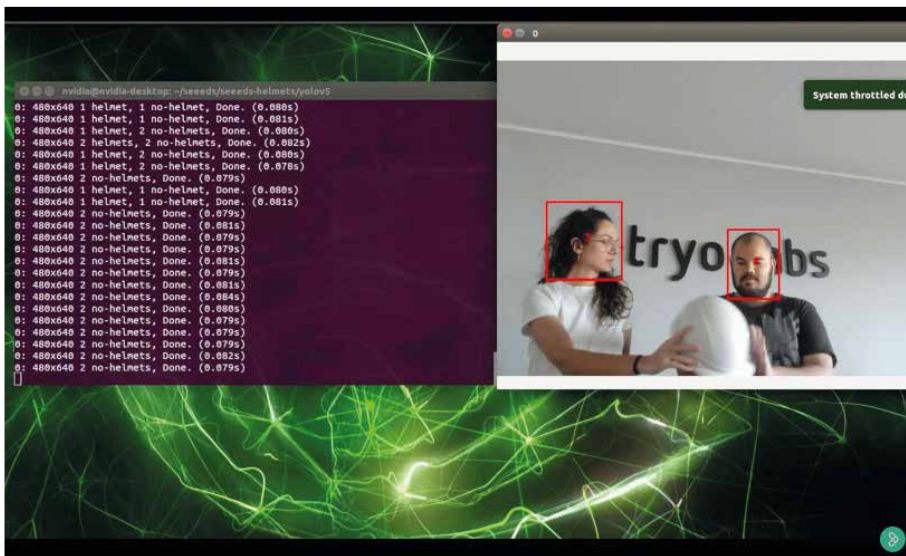 nvidia@nvidia-desktop: ~/seeeds/seeeds-helmets/yolov5
0: 480x640 1 helmet, 1 no-helmet, Done. (0.080s)
0: 480x640 1 helmet, 1 no-helmet, Done. (0.081s)
0: 480x640 1 helmet, 2 no-helmets, Done. (0.080s)
0: 480x640 2 helmets, 2 no-helmets, Done. (0.082s)
0: 480x640 1 helmet, 2 no-helmets, Done. (0.080s)
0: 480x640 1 helmet, 2 no-helmets, Done. (0.078s)
0: 480x640 2 no-helmets, Done. (0.079s)
0: 480x640 1 helmet, 1 no-helmet, Done. (0.080s)
0: 480x640 1 helmet, 1 no-helmet, Done. (0.081s)
0: 480x640 2 no-helmets, Done. (0.079s)
0: 480x640 2 no-helmets, Done. (0.081s)
0: 480x640 2 no-helmets, Done. (0.079s)
0: 480x640 2 no-helmets, Done. (0.079s)
0: 480x640 2 no-helmets, Done. (0.081s)
0: 480x640 2 no-helmets, Done. (0.079s)
0: 480x640 2 no-helmets, Done. (0.081s)
0: 480x640 2 no-helmets, Done. (0.084s)
0: 480x640 2 no-helmets, Done. (0.080s)
0: 480x640 2 no-helmets, Done. (0.079s)
0: 480x640 2 no-helmets, Done. (0.079s)
0: 480x640 2 no-helmets, Done. (0.079s)
0: 480x640 2 no-helmets, Done. (0.082s)
0: 480x640 2 no-helmets, Done. (0.079s)
0
System throttled du
tryo bs